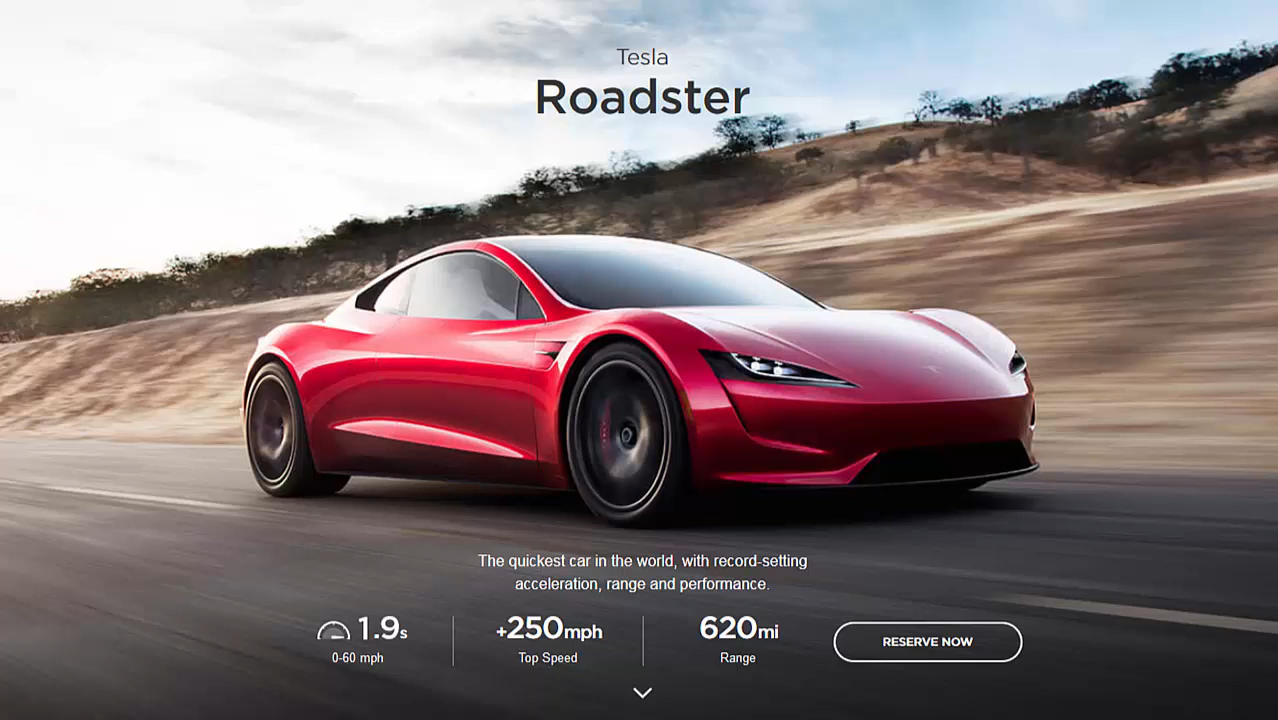 Tesla
Roadster
The quickest car in the world, with record-setting
acceleration, range and performance.
1.9s
0-60 mph
+250mph
Top Speed
620mi
Range
RESERVE NOW